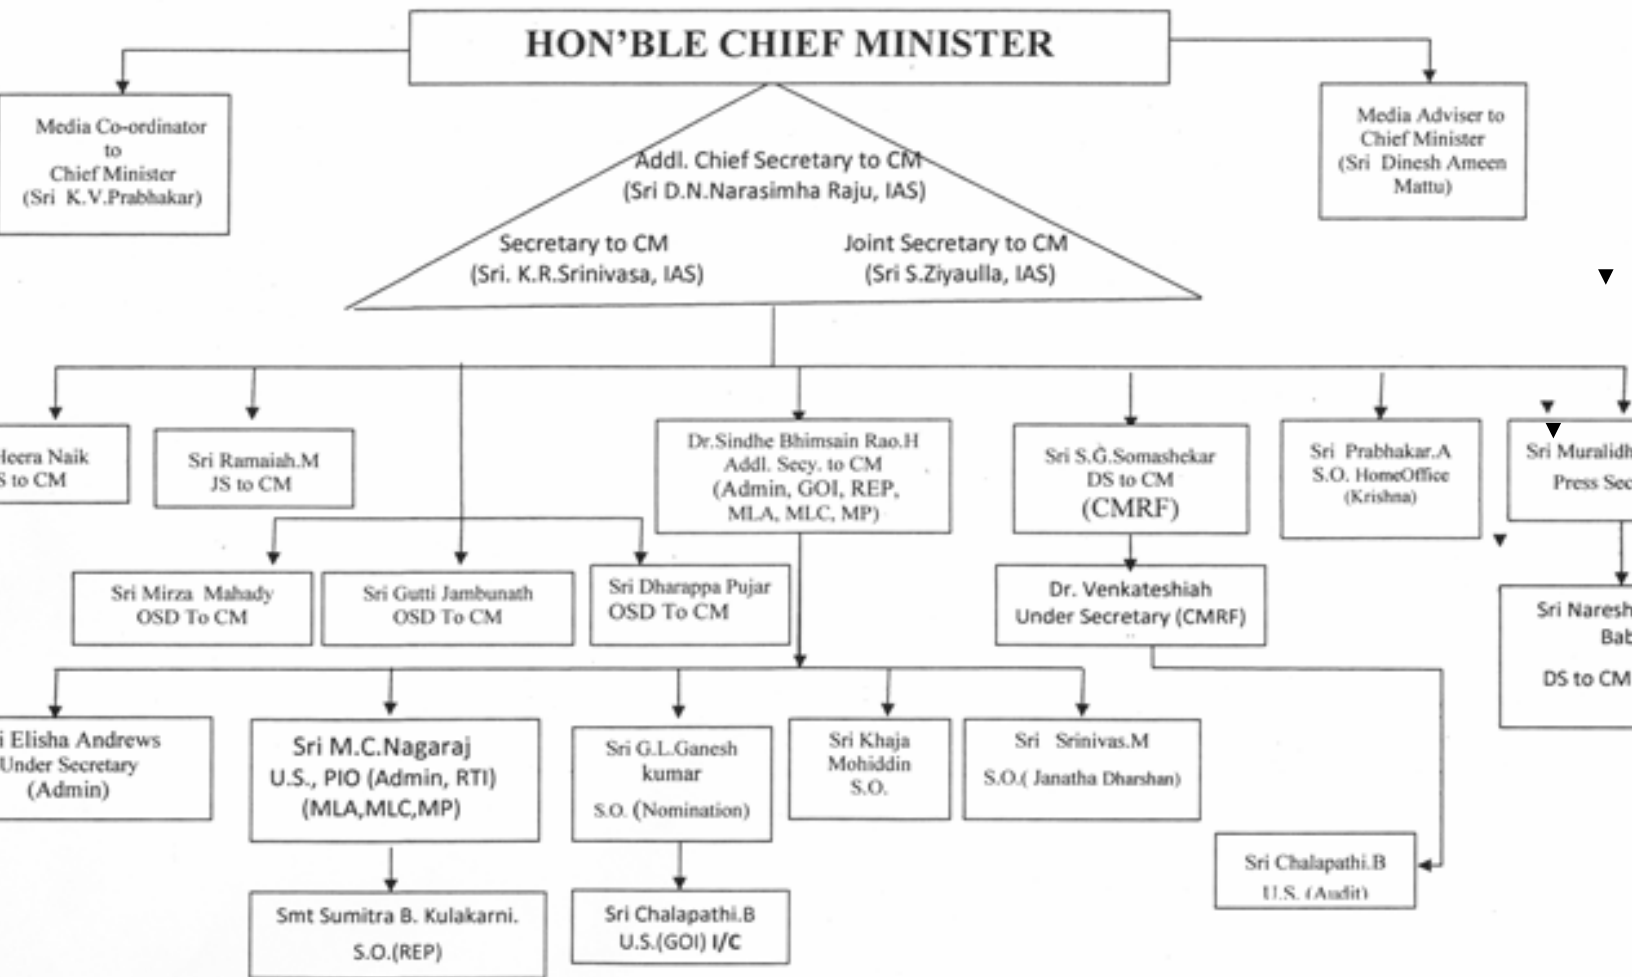 HON'BLE CHIEF MINISTER
Media Co-ordinator
to
Chief Minister
(Sri K.V.Prabhakar)
Media Adviser to
Chief Minister
(Sri Dinesh Ameen
Mattu)
Addl. Chief Secretary to CM
(Sri D.N.Narasimha Raju, IAS)
Secretary to CM
(Sri. K.R.Srinivasa, IAS)
Joint Secretary to CM
(Sri S.Ziyaulla, IAS)
Heera Naik
S to CM
Sri Ramaiah.M
JS to CM
Dr.Sindhe Bhimsain Rao.H
Addl. Secy. to CM
(Admin, GOI, REP,
MLA, MLC, MP)
Sri S.G.Somashekar
DS to CM
(CMRF)
Sri Prabhakar.A
S.O. HomeOffice
(Krishna)
Sri Muralidh
Press Sec
Sri Mirza Mahady
OSD To CM
Sri Gutti Jambunath
OSD To CM
Sri Dharappa Pujar
OSD To CM
Dr. Venkateshiah
Under Secretary (CMRF)
Sri Naresh
Bab
DS to CM
i Elisha Andrews
Under Secretary
(Admin)
Sri M.C.Nagaraj
U.S., PIO (Admin, RTI)
(MLA,MLC,MP)
Sri G.L.Ganesh
kumar
S.O. (Nomination)
Sri Khaja
Mohiddin
S.O.
Sri Srinivas.M
S.O.( Janatha Dharshan)
Sri Chalapathi.B
U.S. (Audit)
Smt Sumitra B. Kulakarni.
S.O.(REP)
Sri Chalapathi.B
U.S.(GOI) I/C